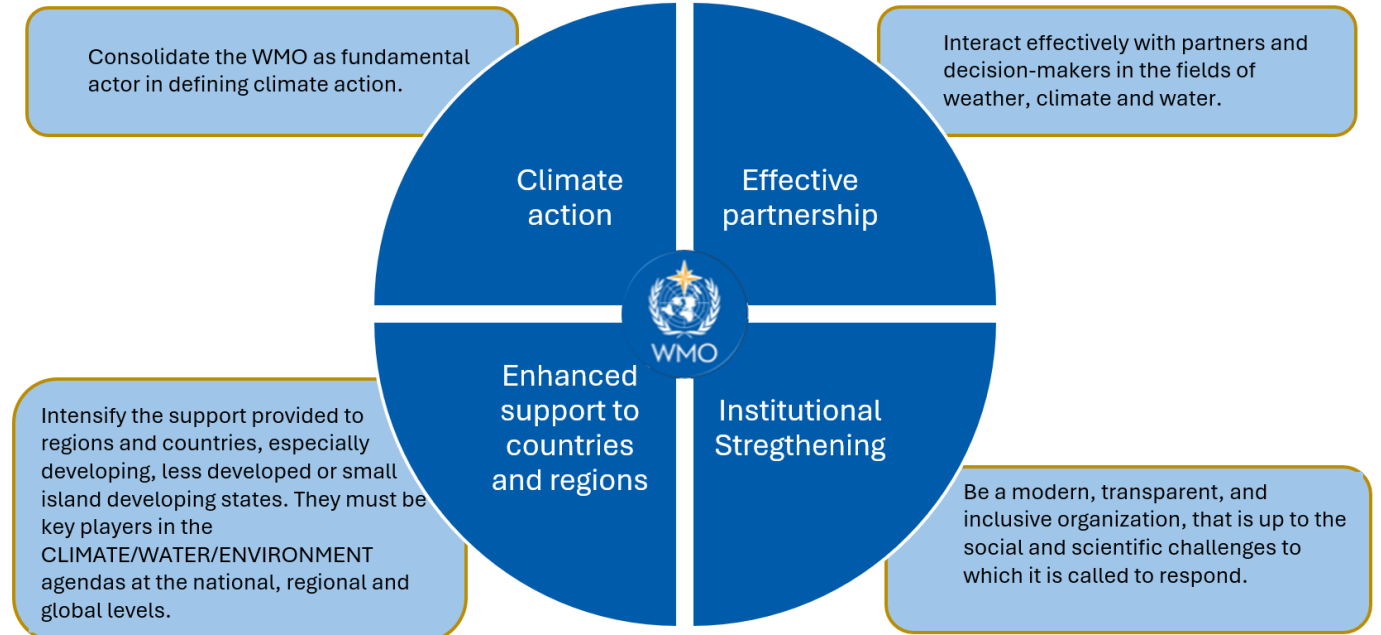 Consolidate the WMO as fundamental
actor in defining climate action.
Interact effectively with partners and
decision-makers in the fields of
weather, climate and water.
Climate
action
Effective
partnership
WMO
Enhanced
support to
countries
and regions
Institutional
Stregthening
Intensify the support provided to
regions and countries, especially
developing, less developed or small
island developing states. They must be
key players in the
CLIMATE/WATER/ENVIRONMENT
agendas at the national, regional and
global levels.
Be a modern, transparent, and
inclusive organization, that is up to the
social and scientific challenges to
which it is called to respond.